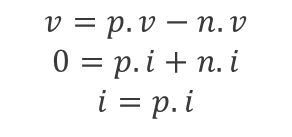 v = p.v − n.v
0 = p.i + n.i
i = p.i